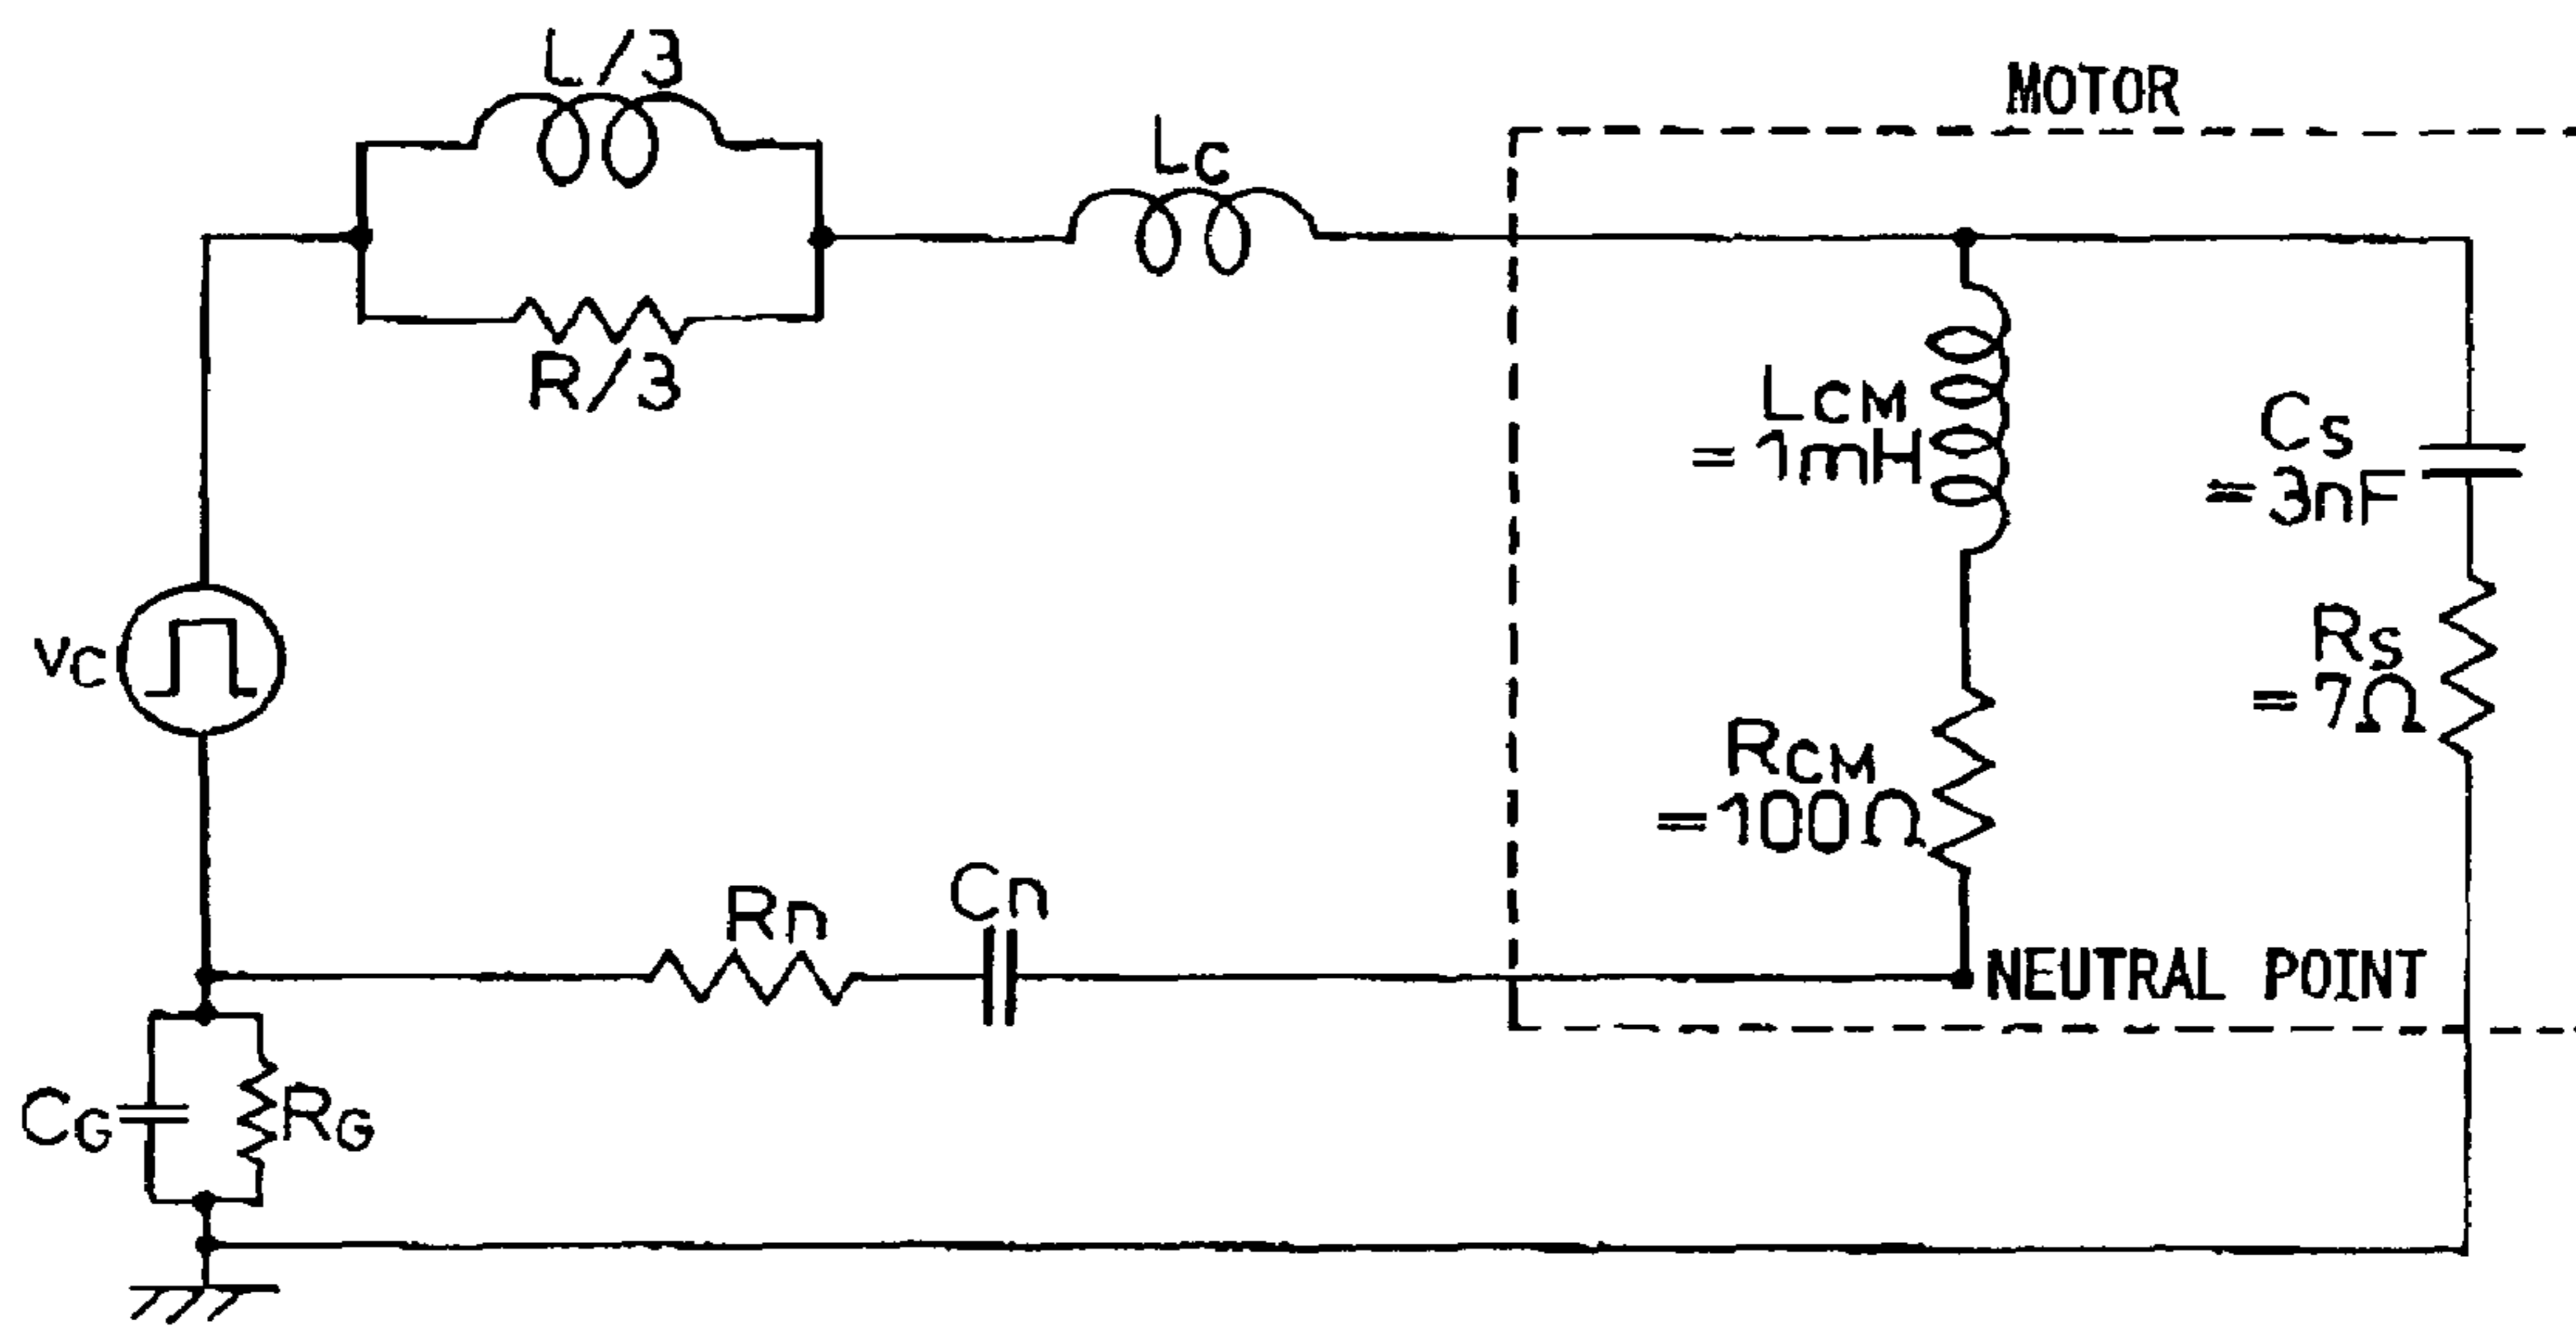 L/3
MOTOR
LC
R/3
LCM
=1mH
CS
=3nF
vC
RS
=7Ω
RCM
=100Ω
Rn
Cn
NEUTRAL POINT
CG
RG